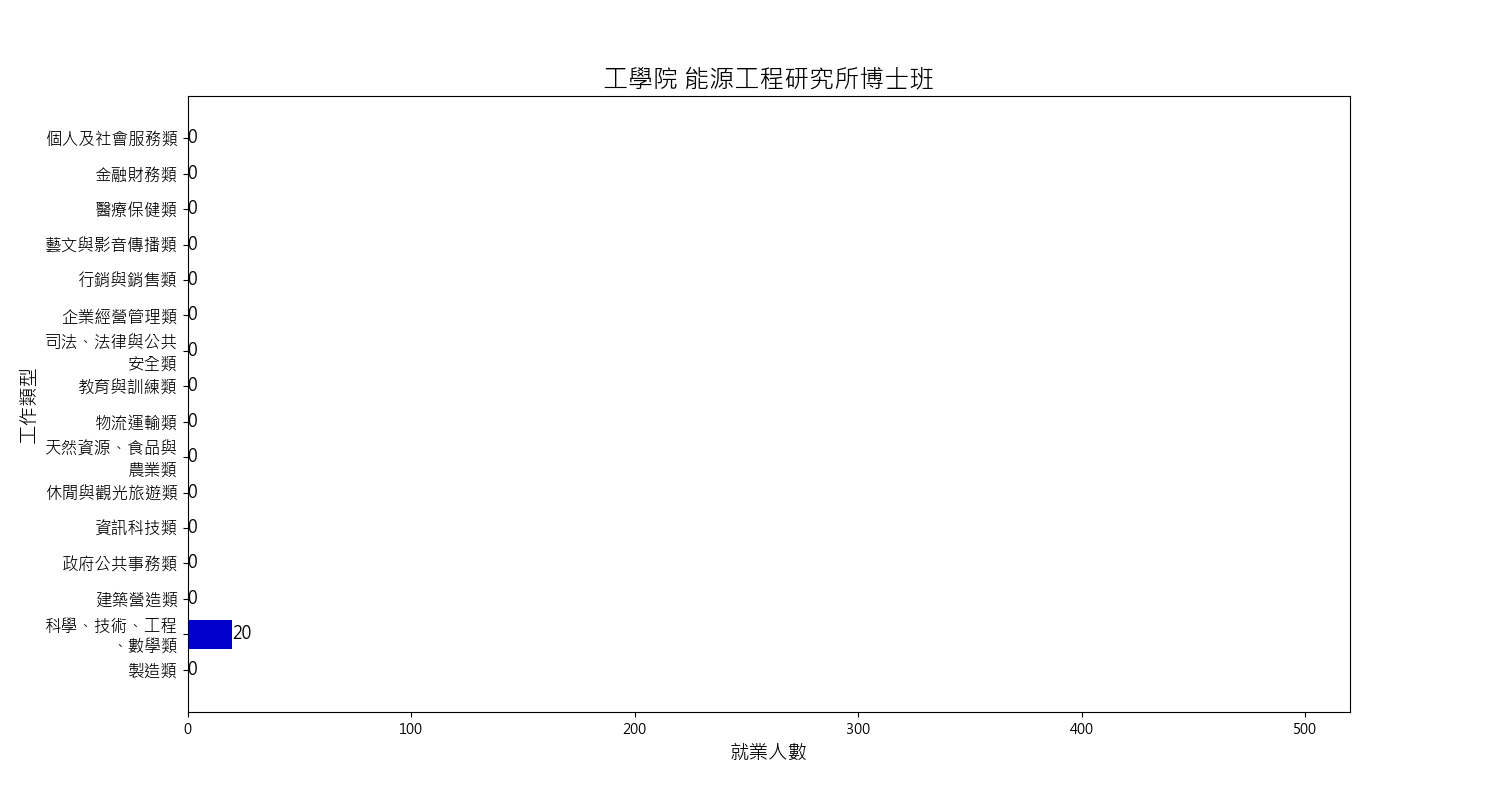 工學院 能源工程研究所博士班
個人及社會服務類 0
金融財務類 0
醫療保健類 0
藝文與影音傳播類 0
行銷與銷售類 0
企業經營管理類 0
司法、法律與公共
安全類 0
教育與訓練類 0
物流運輸類 0
天然資源、食品與
農業類 0
休閒與觀光旅遊類 0
資訊科技類 0
政府公共事務類 0
建築營造類 0
科學、技術、工程
、數學類 20
製造類 0
工作類型
0 100 200 300 400 500
就業人數